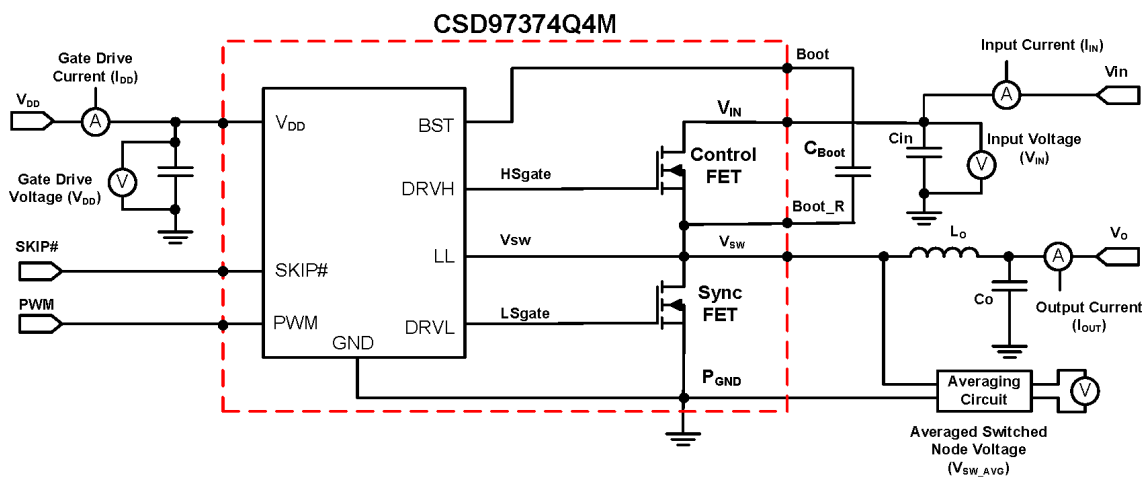 CSD97374Q4M
Gate Drive
Current (IDD)
VDD
A
V
Gate Drive
Voltage (VDD)
SKIP#
PWM
VDD
BST
DRVH
LL
SKIP#
PWM
DRVL
GND
HSgate
Vsw
LSgate
Boot
VIN
Control
FET
CBoot
Boot_R
VSW
Sync
FET
PGND
Input Current (IIN)
Vin
A
Cin
V
Input Voltage
(VIN)
LO
VO
A
Co
Output Current
(IOUT)
Averaging
Circuit
V
Averaged Switched
Node Voltage
(VSW_AVG)